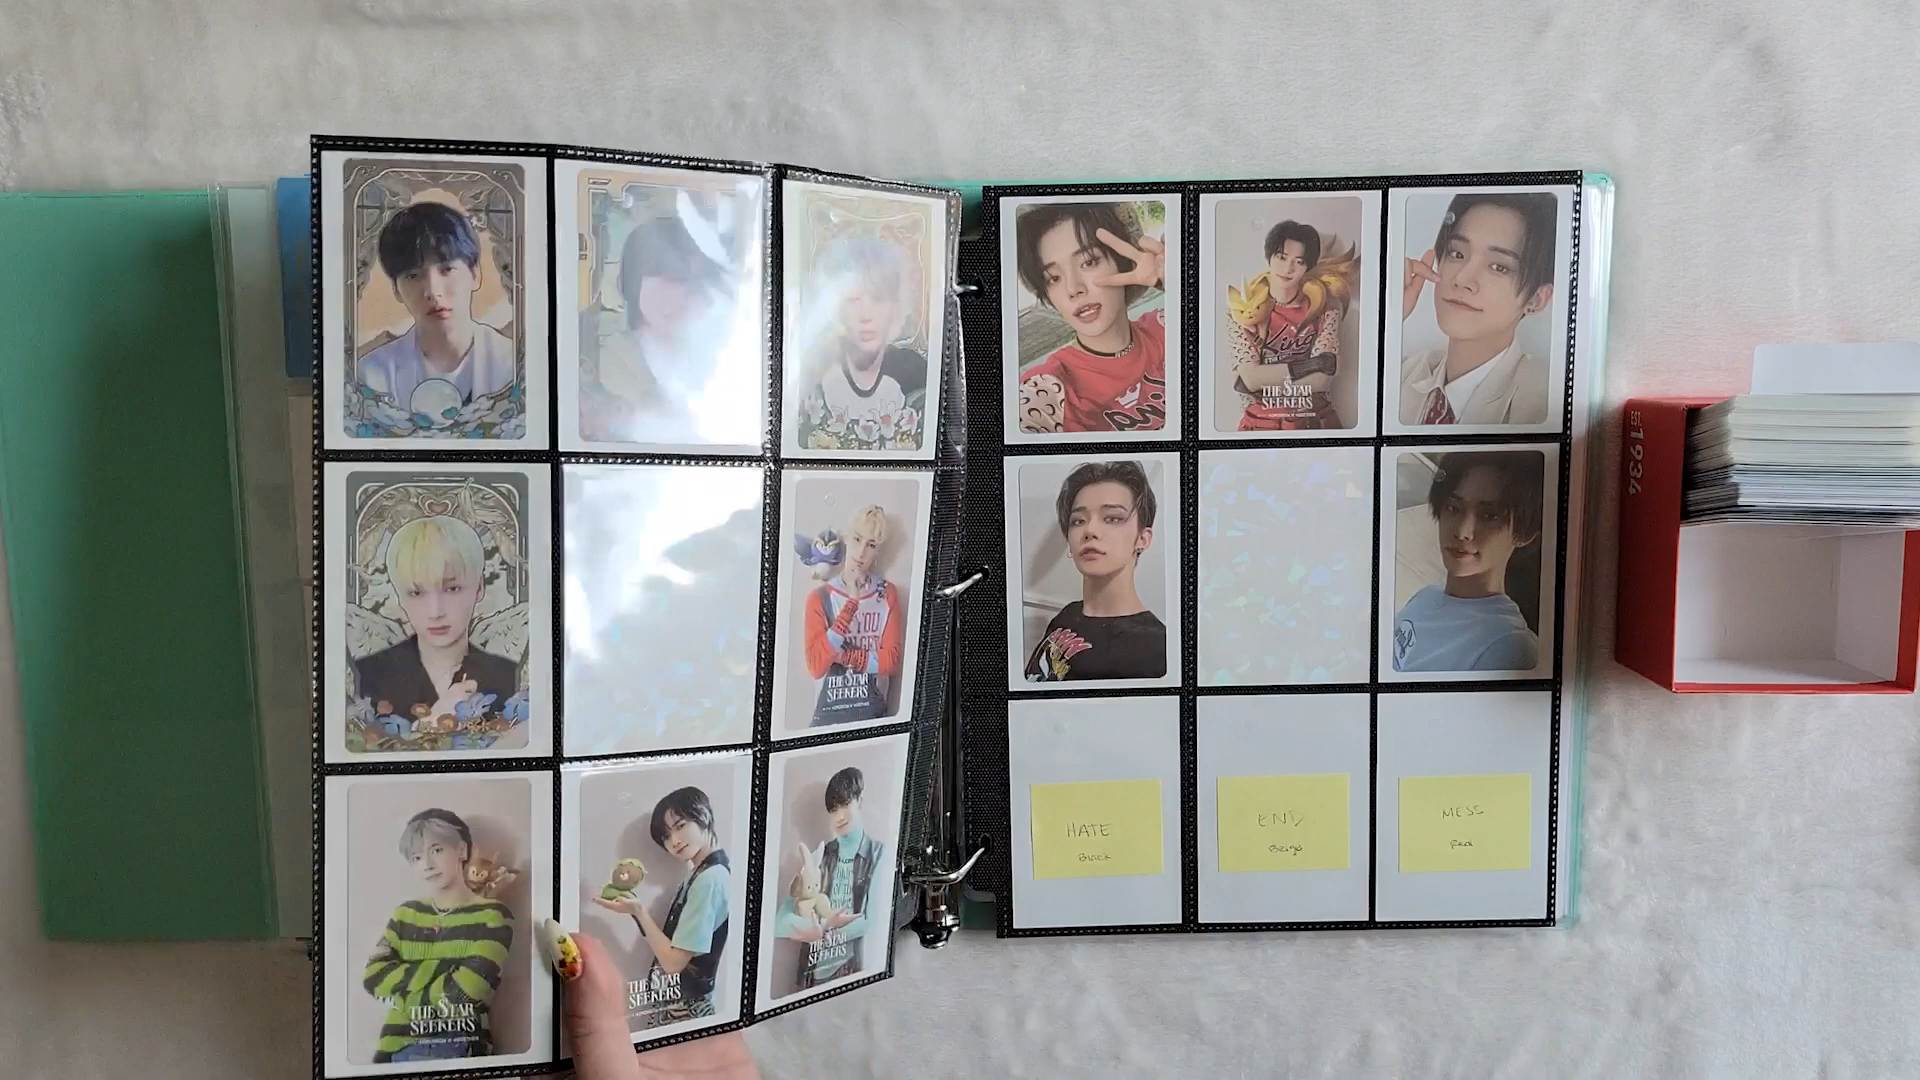 THE STAR
SEEKERS
THE STAR
SEEKERS
THE STAR
SEEKERS
THE STAR
SEEKERS
King
THE STAR
SEEKERS
HATE
Black
END
Beige
MESS
Red
1934